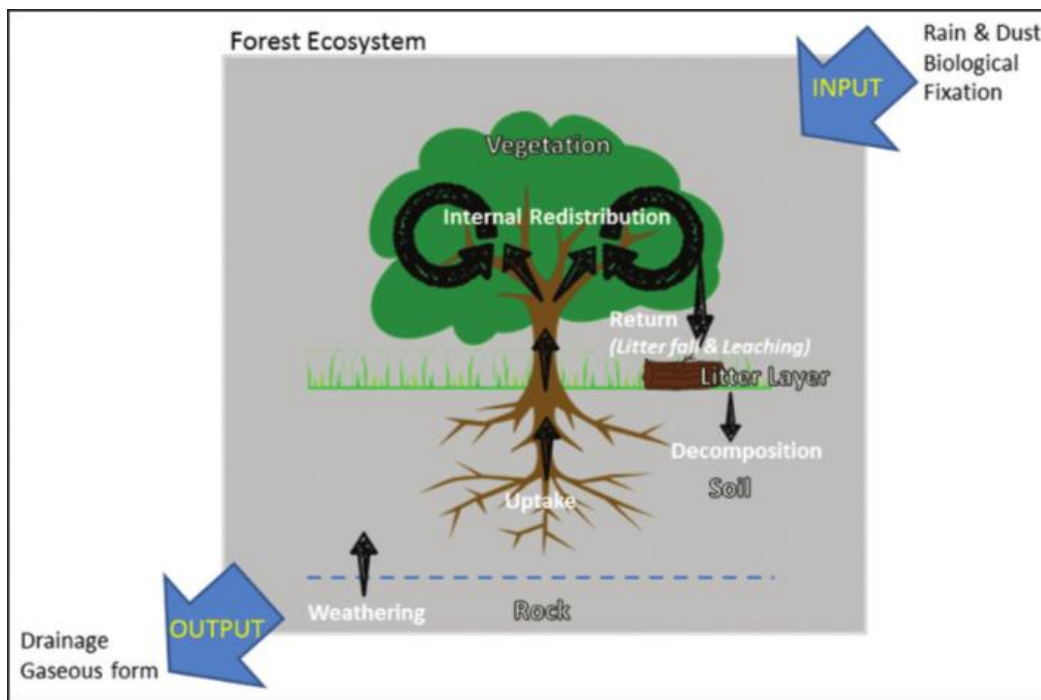 Forest Ecosystem
Rain & Dust
Biological
Fixation
INPUT
Vegetation
Internal Redistribution
Return
(Litter fall & Leaching)
Litter Layer
Decomposition
Soil
Uptake
Weathering
Rock
OUTPUT
Drainage
Gaseous form